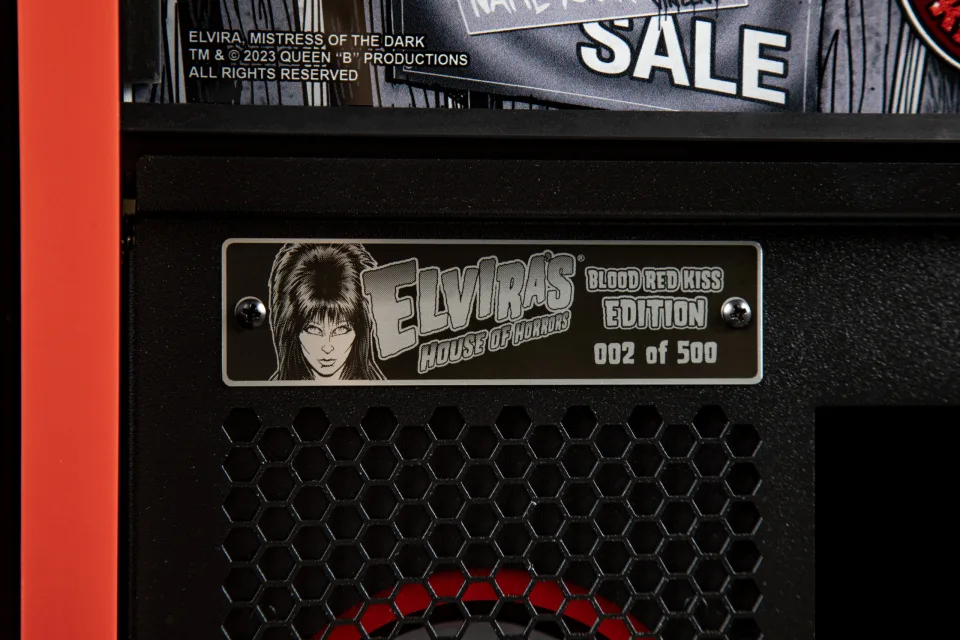 SALE
ELVIRA, MISTRESS OF THE DARK
TM & © 2023 QUEEN "B" PRODUCTIONS
ALL RIGHTS RESERVED
ELVIRA'S®
HOUSE OF HORRORS
BLOOD RED KISS
EDITION
002 of 500